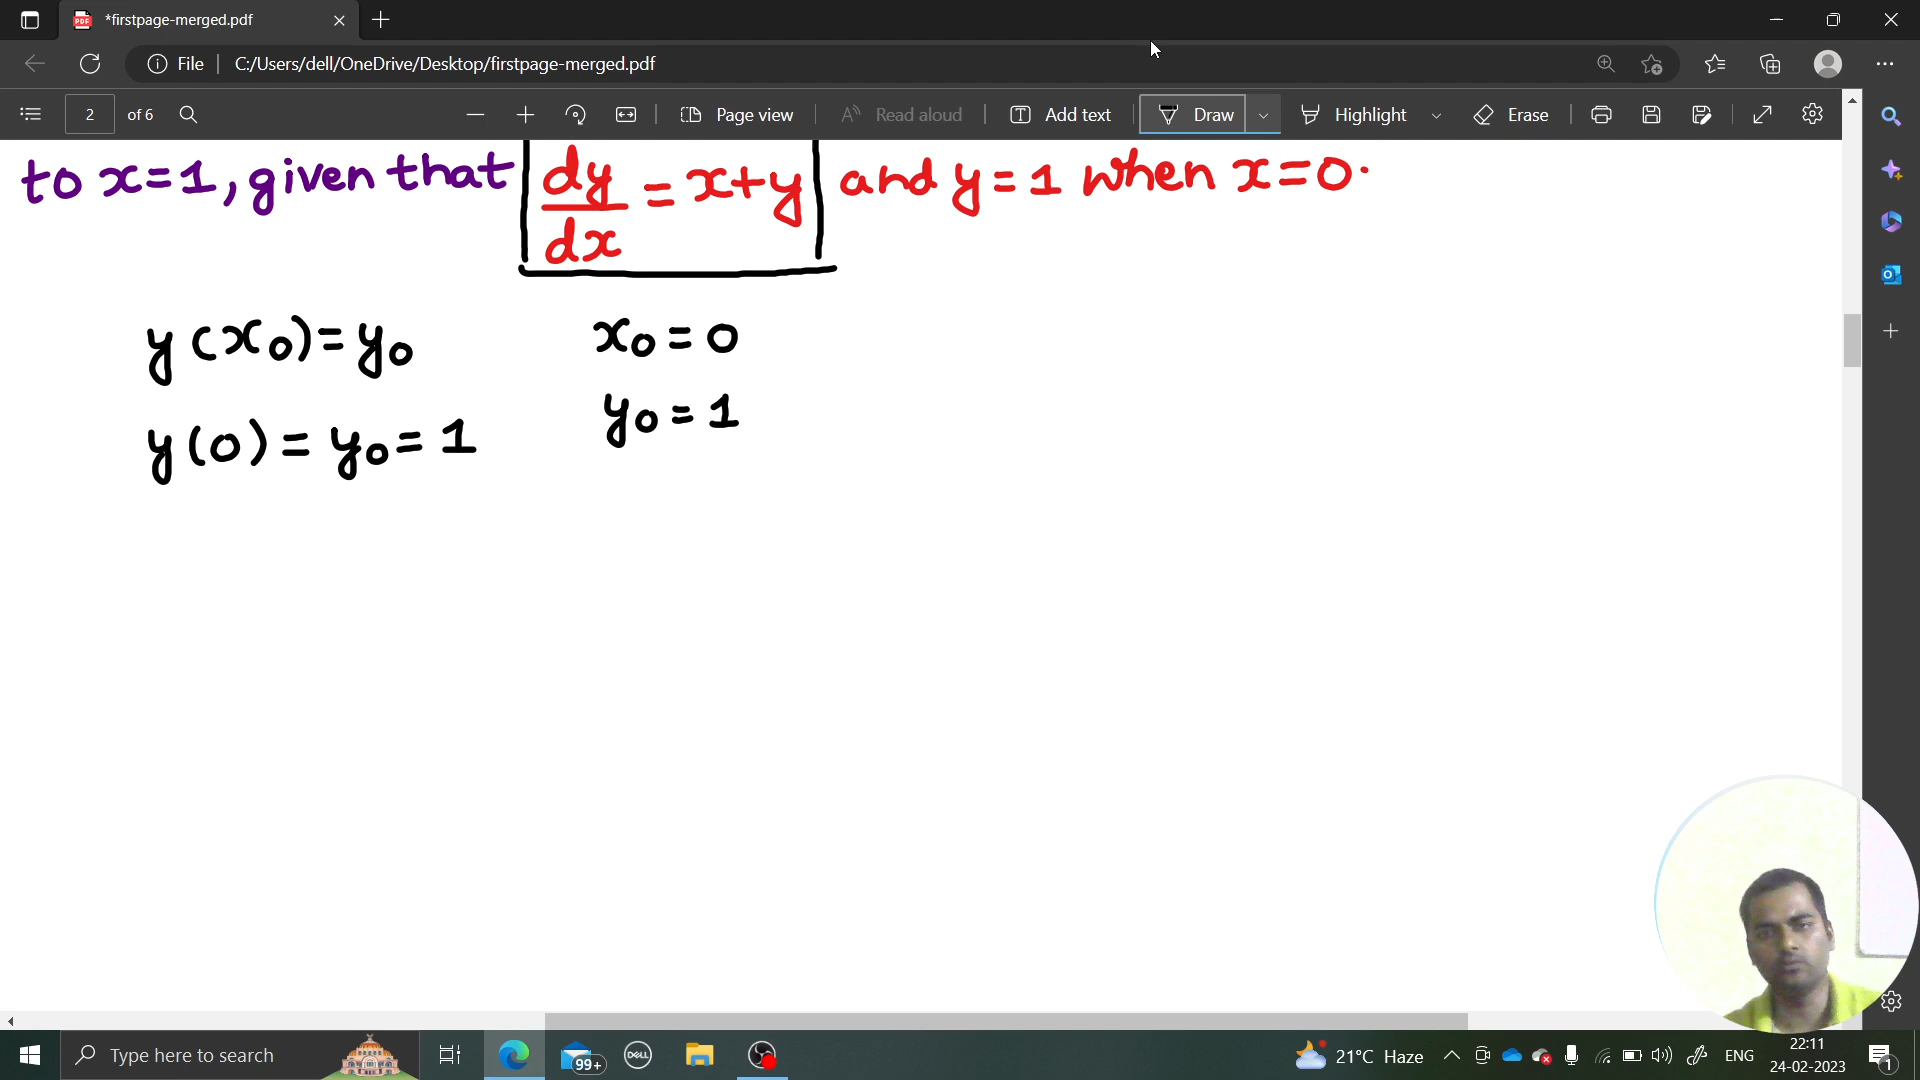 *firstpage-merged.pdf
File C:/Users/dell/OneDrive/Desktop/firstpage-merged.pdf
2 of 6 Page view Read aloud Add text Draw Highlight Erase
to x=1, given that dy/dx = x+y and y=1 when x=0.
y(x₀)=y₀ x₀=0
y₀=1
y(0)=y₀=1
Type here to search 99+ DELL 21°C Haze ENG 22:11 24-02-2023 1